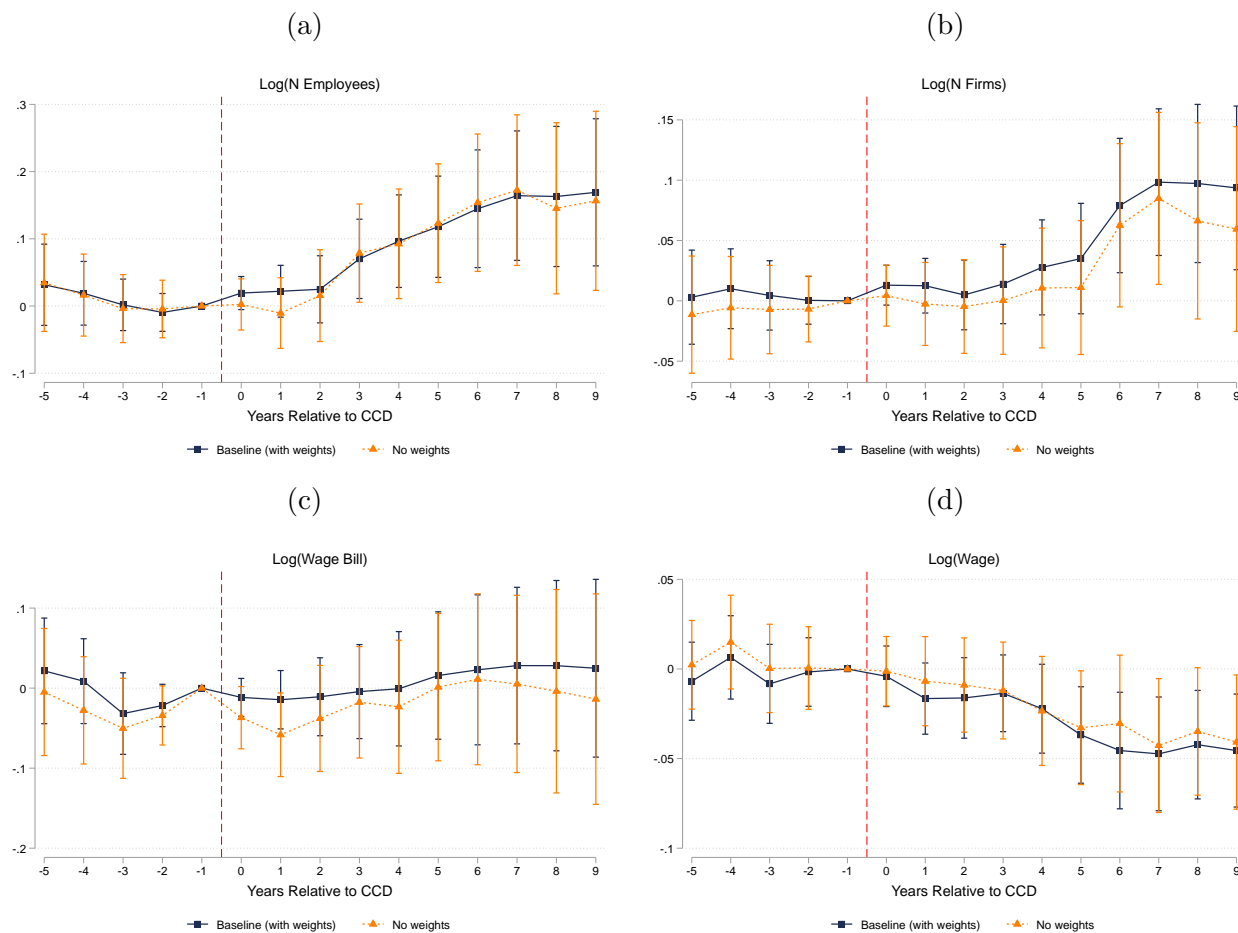 (a)
Log(N Employees)
.3
.2
.1
0
-.1
-5 -4 -3 -2 -1 0 1 2 3 4 5 6 7 8 9
Years Relative to CCD
Baseline (with weights) No weights
(b)
Log(N Firms)
.15
.1
.05
0
-.05
-5 -4 -3 -2 -1 0 1 2 3 4 5 6 7 8 9
Years Relative to CCD
Baseline (with weights) No weights
(c)
Log(Wage Bill)
.1
0
-.1
-.2
-5 -4 -3 -2 -1 0 1 2 3 4 5 6 7 8 9
Years Relative to CCD
Baseline (with weights) No weights
(d)
Log(Wage)
.05
0
-.05
-.1
-5 -4 -3 -2 -1 0 1 2 3 4 5 6 7 8 9
Years Relative to CCD
Baseline (with weights) No weights